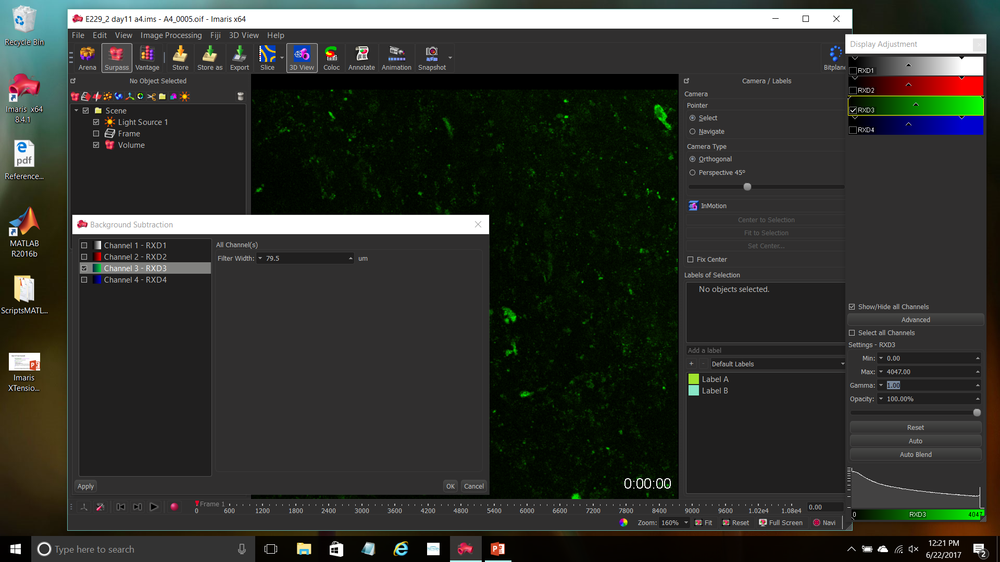 Recycle Bin
Imaris x64
8.4.1
pdf
Reference...
MATLAB
R2016b
ScriptsMATL...
Imaris
XTensio...
E229_2 day11 a4.ims - A4_0005.oif - Imaris x64
File Edit View Image Processing Fiji 3D View Help
Arena Surpass Vantage Store Store as Export Slice 3D View Coloc Annotate Animation Snapshot Bitplane
No Object Selected
Scene
Light Source 1
Frame
Volume
Background Subtraction
Channel 1 - RXD1
Channel 2 - RXD2
Channel 3 - RXD3
Channel 4 - RXD4
All Channel(s)
Filter Width: 79.5 um
Apply OK Cancel
0:00:00
Camera / Labels
Camera
Pointer
Select
Navigate
Camera Type
Orthogonal
Perspective 45º
InMotion
Center to Selection
Fit to Selection
Set Center...
Fix Center
Labels of Selection
No objects selected.
Add a label
+ - Default Labels
Label A
Label B
Frame 1
0 600 1200 1800 2400 3000 3600 4200 4800 5400 6000 6600 7200 7800 8400 9000 9600 1.02e4 1.08e4
0.00
Zoom: 160% Fit Reset Full Screen Navi
Display Adjustment
RXD1
RXD2
RXD3
RXD4
Show/Hide all Channels
Advanced
Select all Channels
Settings - RXD3
Min: 0.00
Max: 4047.00
Gamma: 1.00
Opacity: 100.00%
Reset
Auto
Auto Blend
0 RXD3 4047
Type here to search
12:21 PM
6/22/2017
2